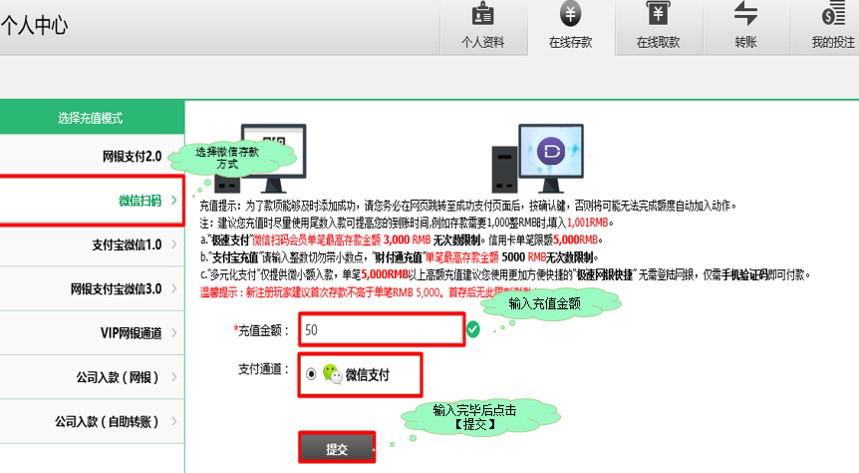 个人中心
个人资料
在线存款
在线取款
转账
我的投注
选择充值模式
网银支付2.0
微信扫码
支付宝微信1.0
网银支付宝微信3.0
VIP网银通道
公司入款（网银）
公司入款（自助转账）
选择微信存款
方式
充值提示：为了款项能够及时添加成功，请您务必在网页跳转至成功支付页面后，按确认键，否则将可能无法完成额度自动加入动作。
注：建议您充值时尽量使用尾数入款可提高您的到账时间,例如存款需要1,000整RMB时,填入1,001RMB。
a."极速支付"微信扫码会员单笔最高存款金额 3,000 RMB 无次数限制。信用卡单笔限额5,000RMB。
b."支付宝充值"请输入整数切勿带小数点，"财付通充值"单笔最高存款金额 5000 RMB无次数限制。
c."多元化支付"仅提供微小额入款，单笔5,000RMB以上高额充值建议您使用更加方便快捷的"极速网银快捷" 无需登陆网银，仅需手机验证码即可付款。
温馨提示：新注册玩家建议首次存款不高于单笔RMB 5,000。首存后无此
输入充值金额
*充值金额： 50
支付通道： 微信支付
输入完毕后点击
【提交】
提交